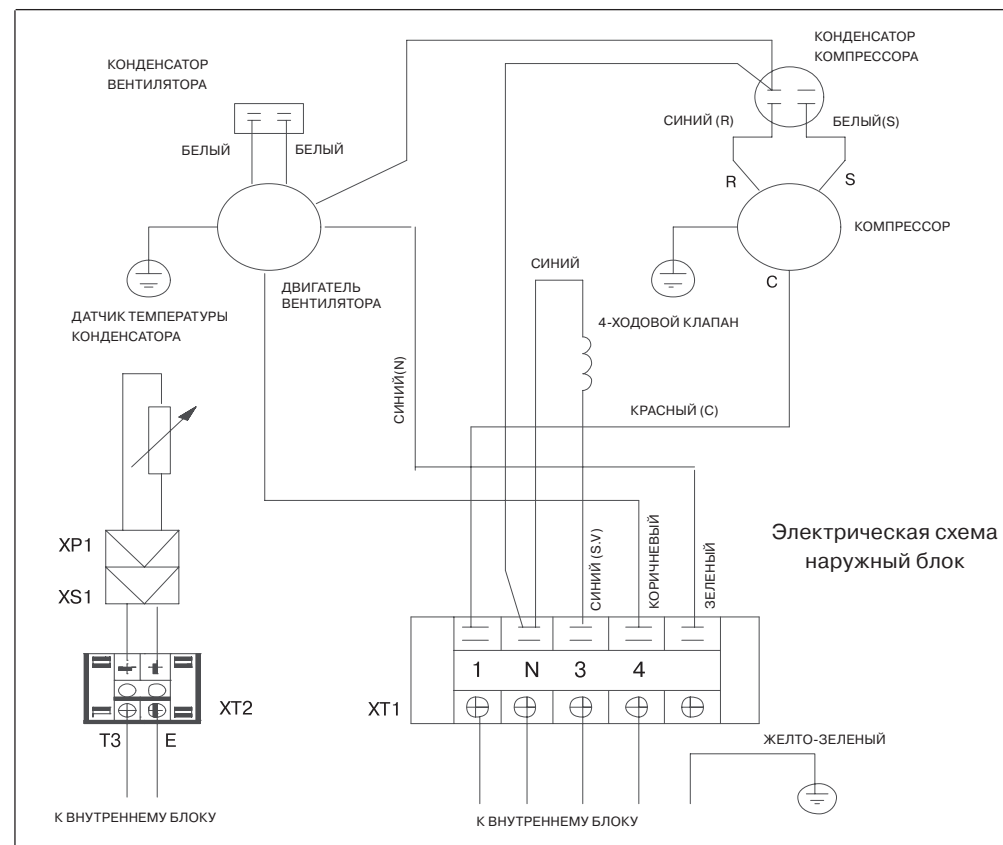 КОНДЕНСАТОР
ВЕНТИЛЯТОРА
КОНДЕНСАТОР
КОМПРЕССОРА
БЕЛЫЙ
БЕЛЫЙ
СИНИЙ (R)
БЕЛЫЙ(S)
R
S
КОМПРЕССОР
C
ДВИГАТЕЛЬ
ВЕНТИЛЯТОРА
СИНИЙ
4-ХОДОВОЙ КЛАПАН
ДАТЧИК ТЕМПЕРАТУРЫ
КОНДЕНСАТОРА
СИНИЙ(N)
КРАСНЫЙ (C)
СИНИЙ (S.V)
КОРИЧНЕВЫЙ
ЗЕЛЕНЫЙ
Электрическая схема
наружный блок
XP1
XS1
XT2
T3
E
К ВНУТРЕННЕМУ БЛОКУ
XT1
1
N
3
4
ЖЕЛТО-ЗЕЛЕНЫЙ
К ВНУТРЕННЕМУ БЛОКУ